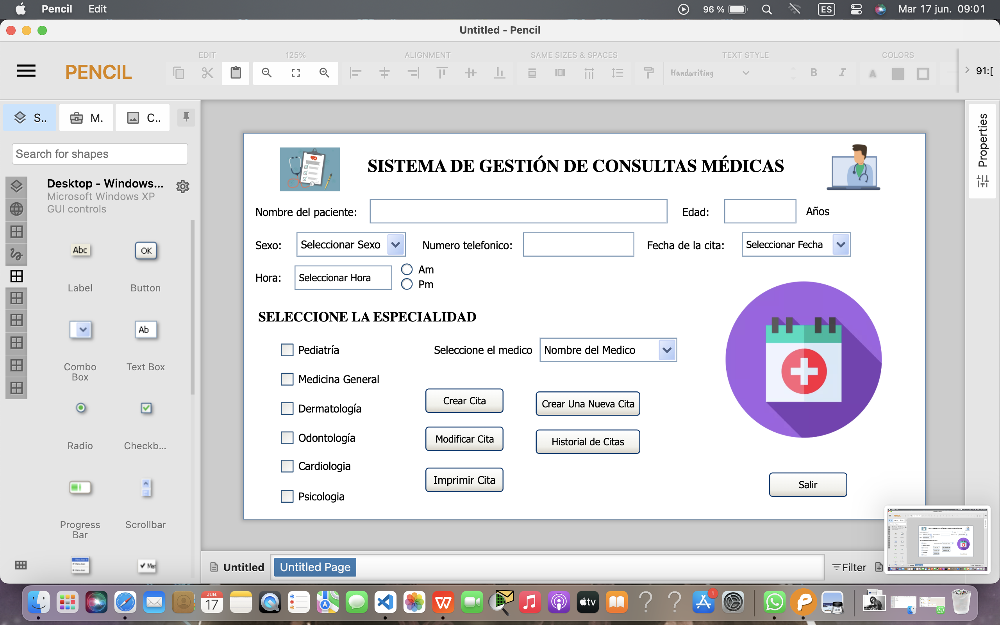 Pencil Edit 96 % ES Mar 17 jun. 09:01
Untitled - Pencil
EDIT 125% ALIGNMENT SAME SIZES & SPACES TEXT STYLE COLORS
PENCIL Handwriting B I A 91:[
S.. M. C..
Properties
Search for shapes
Desktop - Windows...
Microsoft Windows XP
GUI controls
Abc OK
Label Button
Ab
Combo
Box
Text Box
Radio Checkb...
Progress
Bar
Scrollbar
SISTEMA DE GESTIÓN DE CONSULTAS MÉDICAS
Nombre del paciente: Edad: Años
Sexo: Seleccionar Sexo Numero telefonico: Fecha de la cita: Seleccionar Fecha
Hora: Seleccionar Hora Am
Pm
SELECCIONE LA ESPECIALIDAD
Pediatría Seleccione el medico Nombre del Medico
Medicina General
Crear Cita Crear Una Nueva Cita
Dermatología
Odontología Modificar Cita Historial de Citas
Cardiologia
Imprimir Cita Salir
Psicologia
Untitled Untitled Page Filter
JUN.
17
tv
1